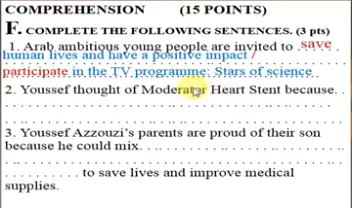 COMPREHENSION (15 POINTS)
F. COMPLETE THE FOLLOWING SENTENCES. (3 pts)
1. Arab ambitious young people are invited to save
human lives and have a positive impact /
participate in the TV programme: Stars of science
2. Youssef thought of Moderator Heart Stent because. .
3. Youssef Azzouzi's parents are proud of their son
because he could mix. . . . . . . . . . . . . . . . . . . .
. . . . . . . . . . to save lives and improve medical
supplies.